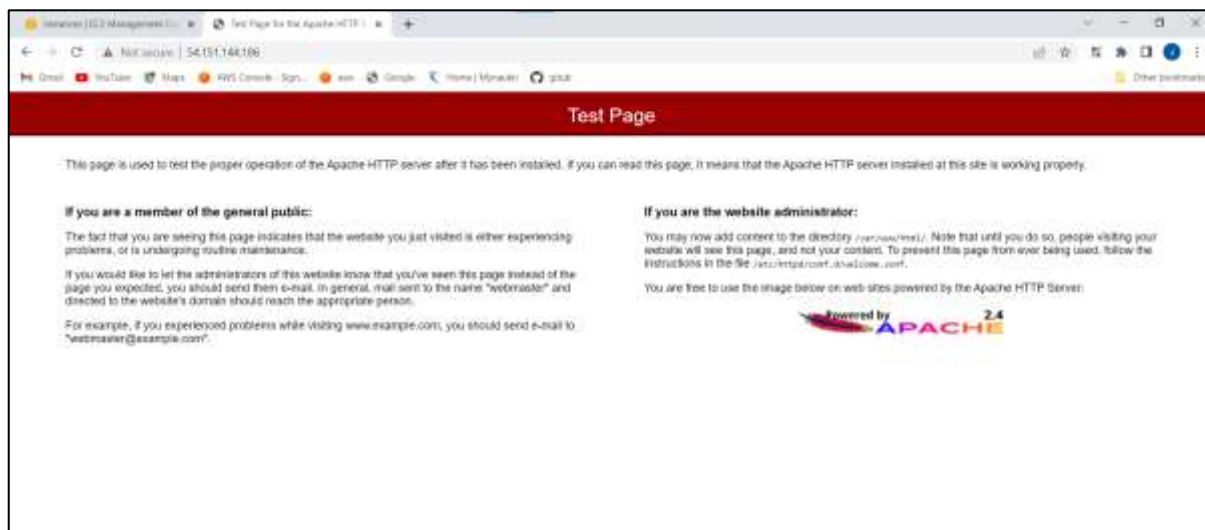 Instances | EC2 Management
Test Page for the Apache HTTP
Not secure | 54.151.144.186
Gmail YouTube Maps AWS Console - Sign... aws Google Home | github
Other bookmarks
Test Page
This page is used to test the proper operation of the Apache HTTP server after it has been installed. If you can read this page, it means that the Apache HTTP server installed at this site is working properly.
If you are a member of the general public:
The fact that you are seeing this page indicates that the website you just visited is either experiencing
problems, or is undergoing routine maintenance.
If you would like to let the administrators of this website know that you've seen this page instead of the
page you expected, you should send them e-mail. In general, mail sent to the name "webmaster" and
directed to the website's domain should reach the appropriate person.
For example, if you experienced problems while visiting www.example.com, you should send e-mail to
"webmaster@example.com".
If you are the website administrator:
You may now add content to the directory /var/www/html/. Note that until you do so, people visiting your
website will see this page, and not your content. To prevent this page from ever being used, follow the
instructions in the file /etc/httpd/conf.d/welcome.conf.
You are free to use the image below on web sites powered by the Apache HTTP Server:
Powered by 2.4
APACHE